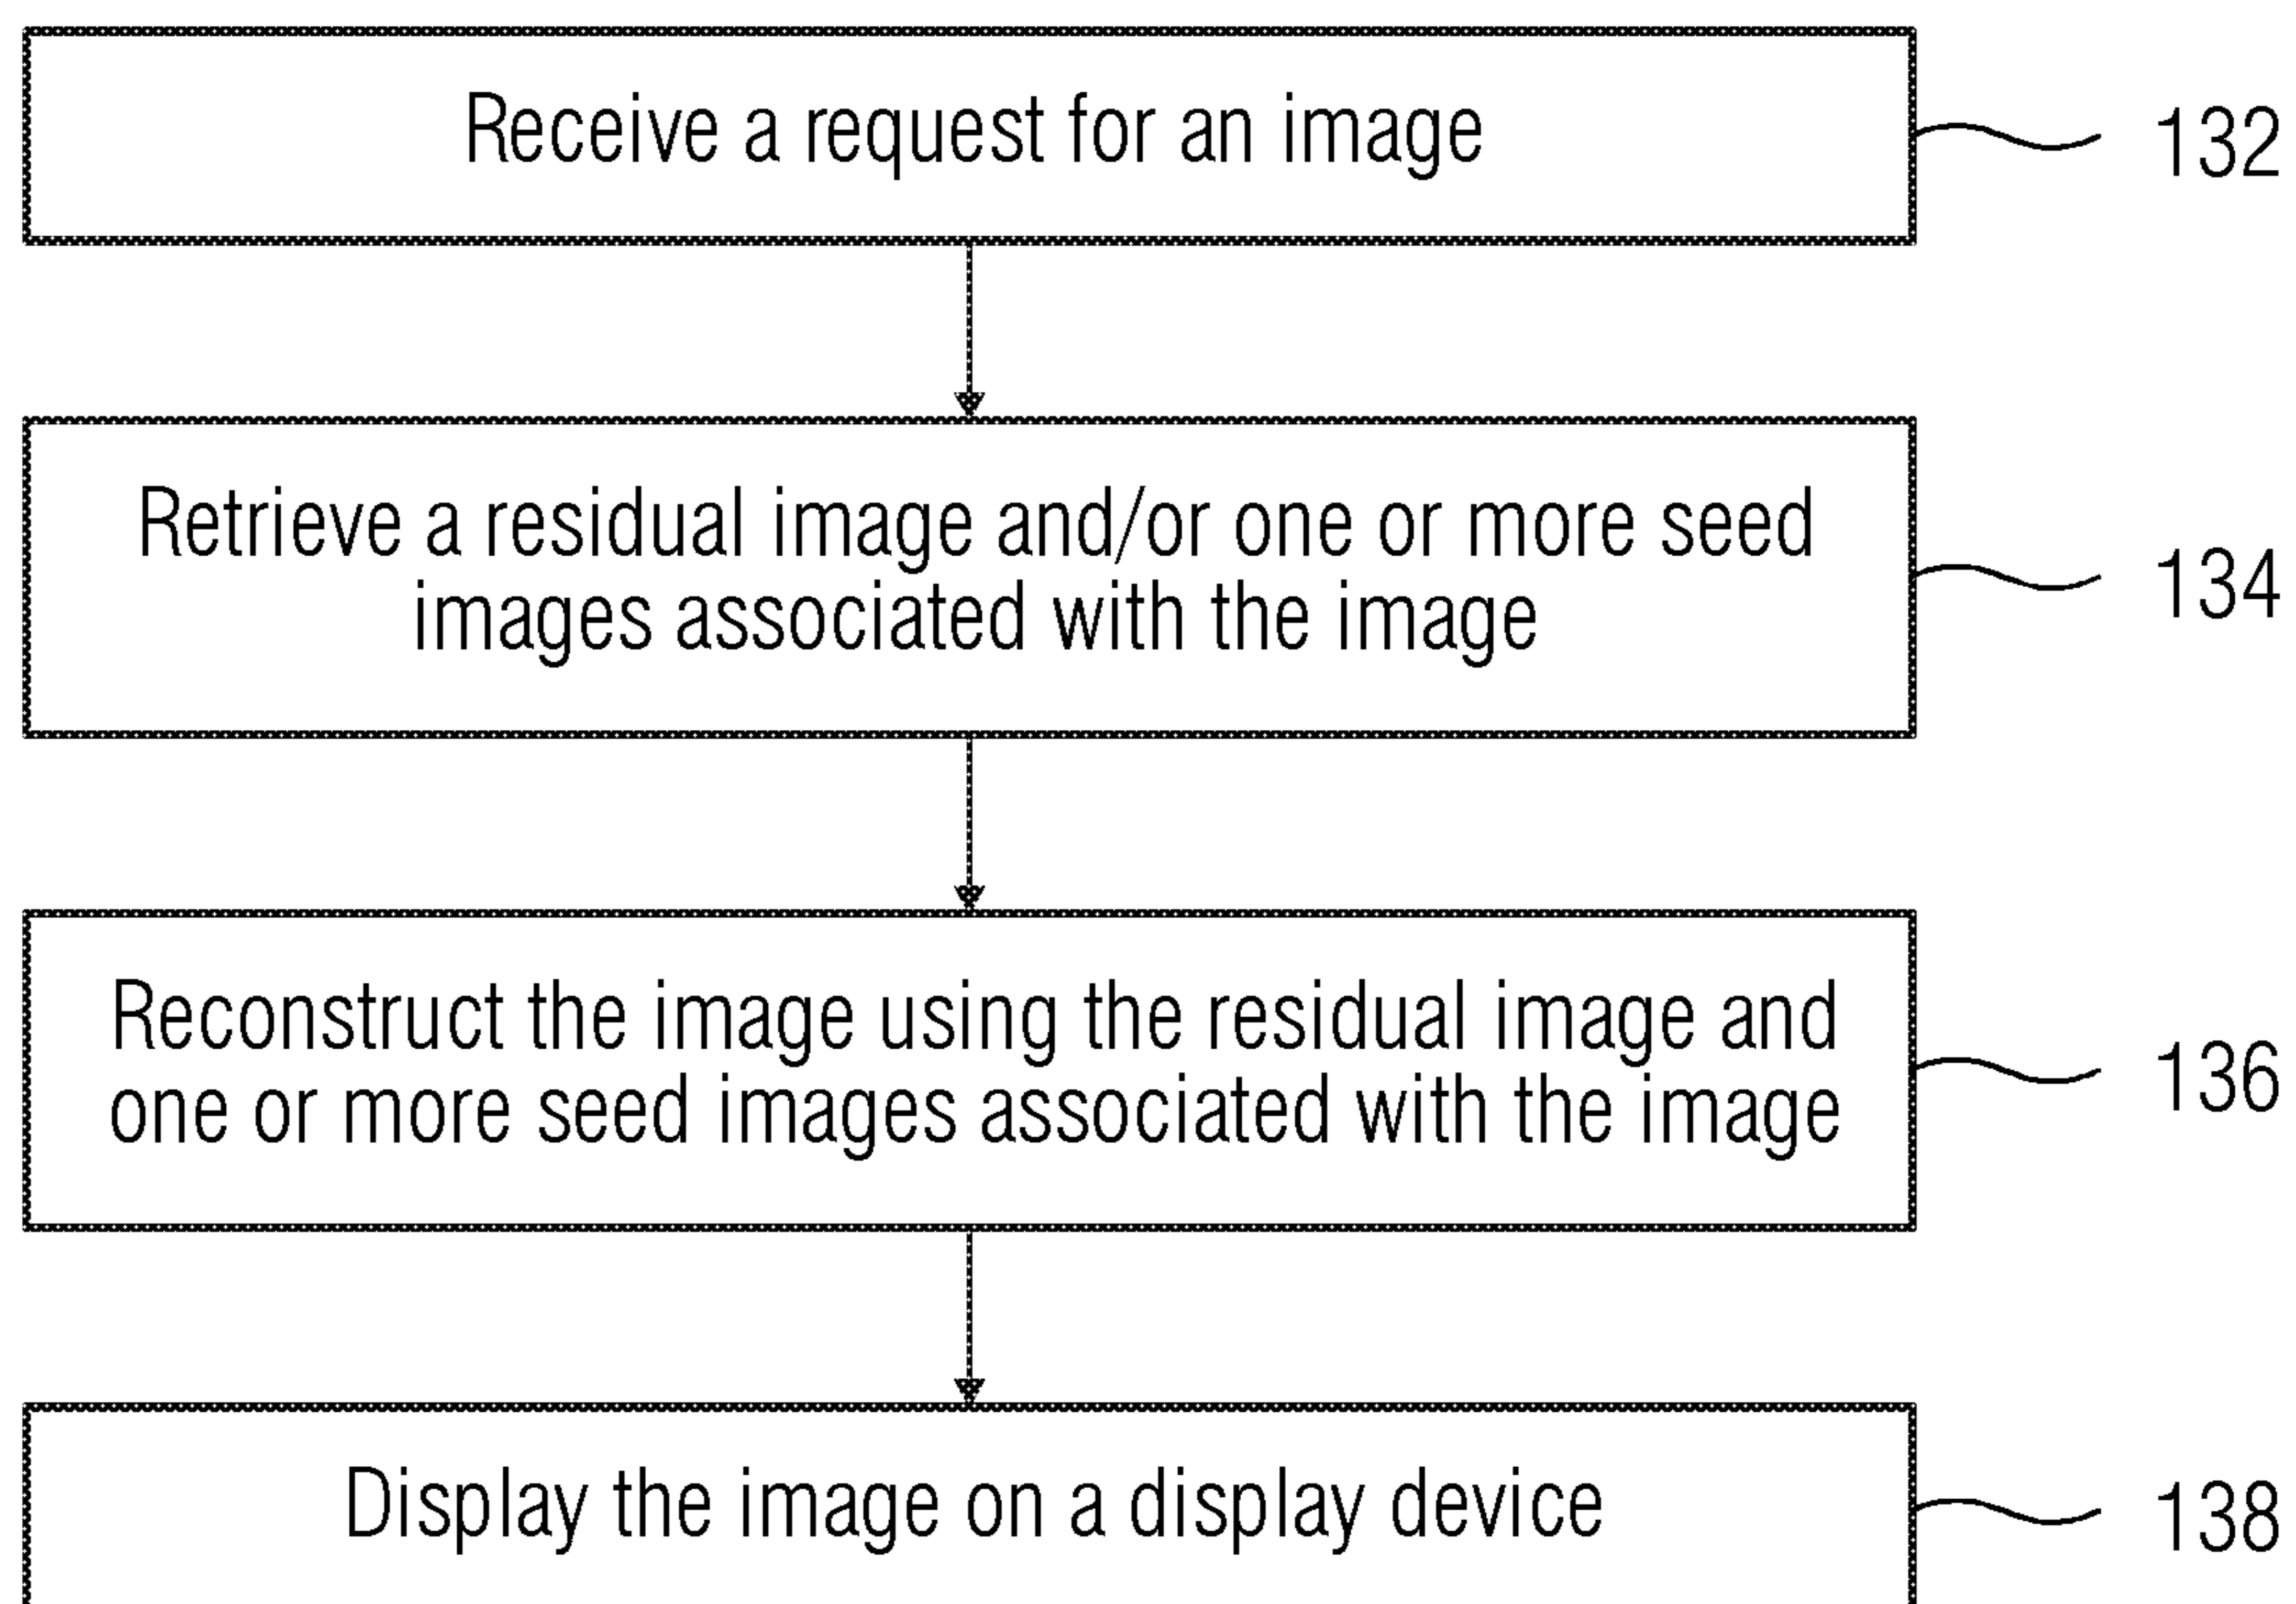 Receive a request for an image
132
Retrieve a residual image and/or one or more seed
images associated with the image
134
Reconstruct the image using the residual image and
one or more seed images associated with the image
136
Display the image on a display device
138